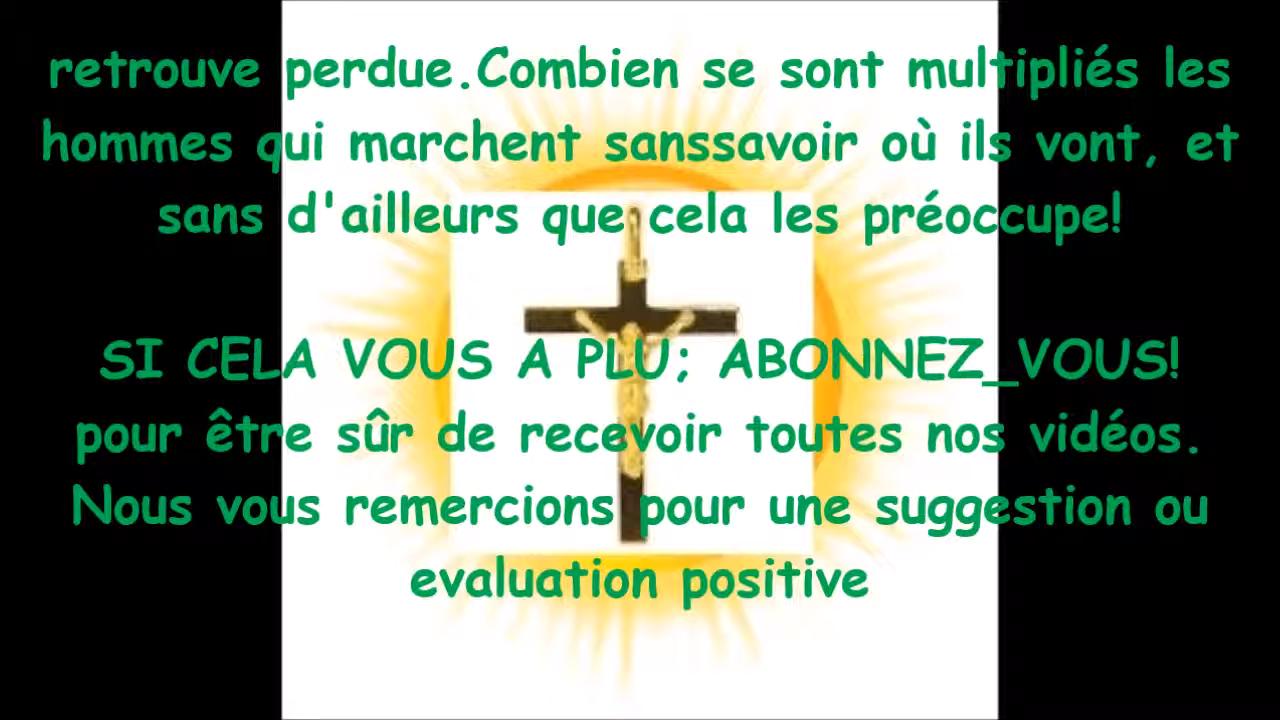 retrouve perdue.Combien se sont multipliés les
hommes qui marchent sanssavoir où ils vont, et
sans d'ailleurs que cela les préoccupe!
SI CELA VOUS A PLU; ABONNEZ_VOUS!
pour être sûr de recevoir toutes nos vidéos.
Nous vous remercions pour une suggestion ou
evaluation positive